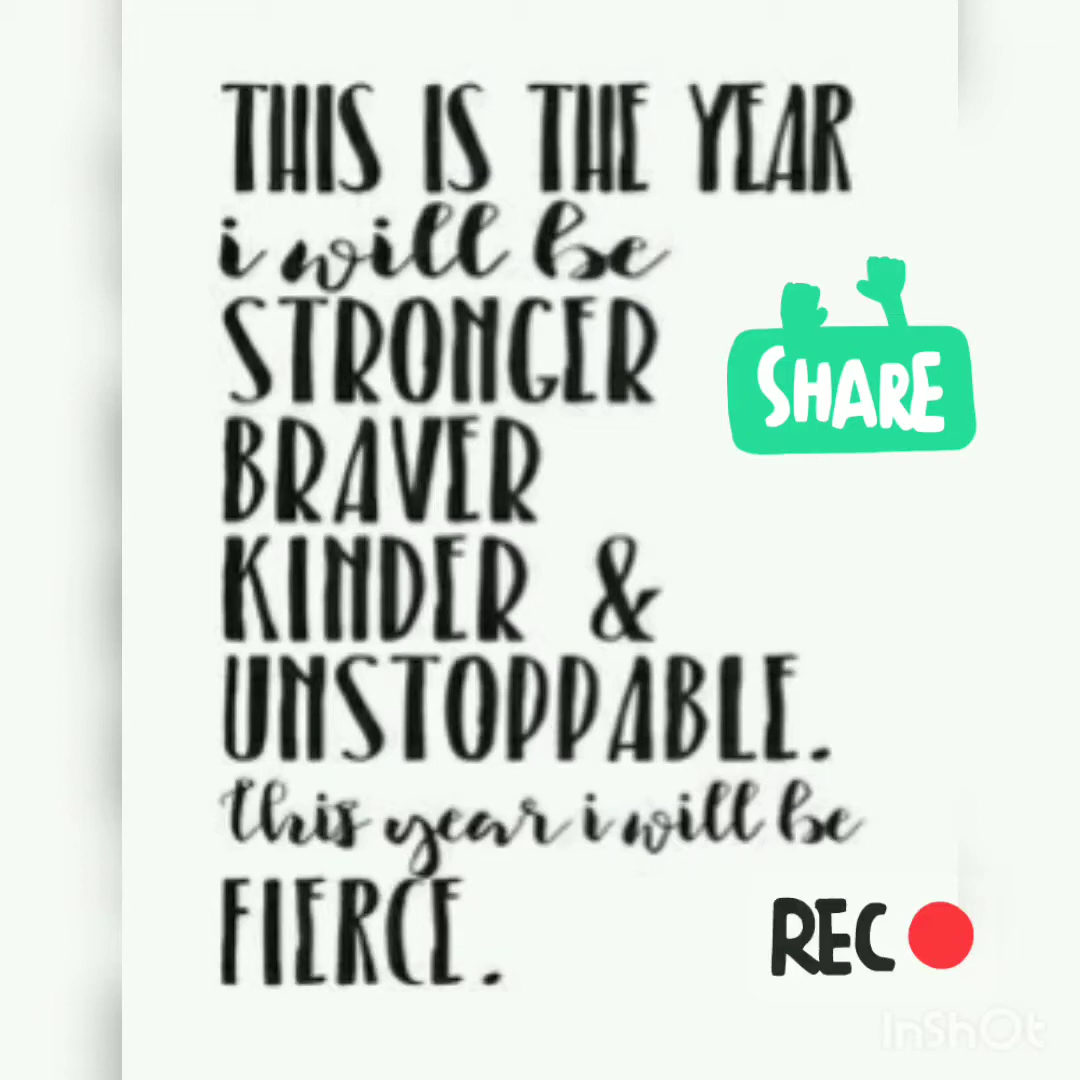 THIS IS THE YEAR
i will be
STRONGER
BRAVER
KINDER &
UNSTOPPABLE.
this year i will be
FIERCE.
SHARE
REC
InShOt